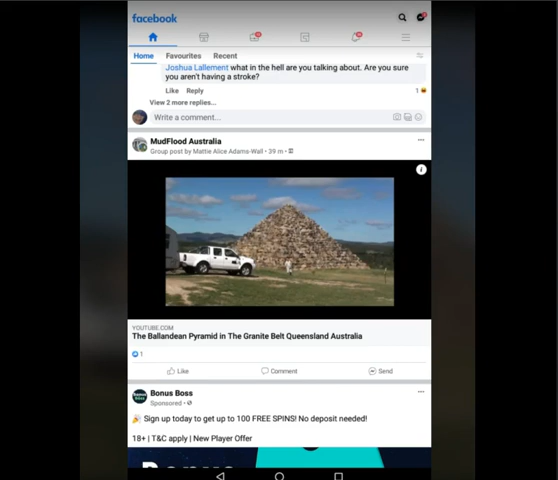 facebook
Home Favourites Recent
Joshua Lallement what in the hell are you talking about. Are you sure
you aren't having a stroke?
Like Reply 1
View 2 more replies...
Write a comment...
MudFlood Australia
Group post by Mattie Alice Adams-Wall • 39 m •
YOUTUBE.COM
The Ballandean Pyramid in The Granite Belt Queensland Australia
1
Like Comment Send
Bonus Boss
Sponsored •
Sign up today to get up to 100 FREE SPINS! No deposit needed!
18+ | T&C apply | New Player Offer
Bonus